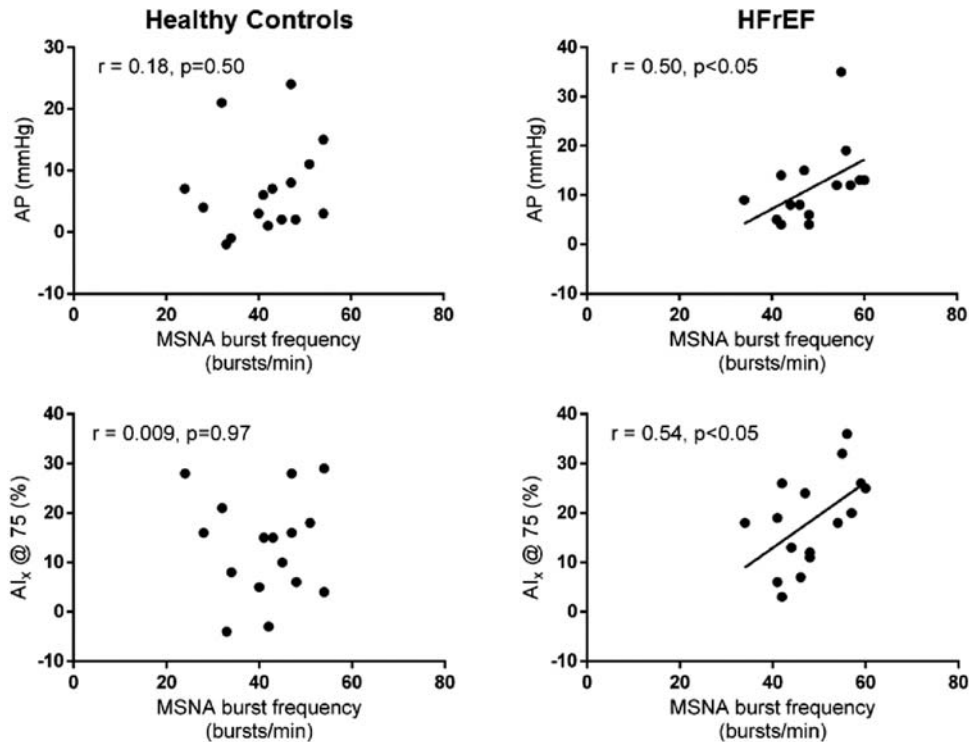 Healthy Controls
r = 0.18, p=0.50
AP (mmHg)
30
20
10
0
-10
0
20
40
60
80
MSNA burst frequency
(bursts/min)
HFrEF
r = 0.50, p<0.05
AP (mmHg)
40
30
20
10
0
-10
0
20
40
60
80
MSNA burst frequency
(bursts/min)
r = 0.009, p=0.97
AIx @ 75 (%)
40
30
20
10
0
-10
0
20
40
60
80
MSNA burst frequency
(bursts/min)
r = 0.54, p<0.05
AIx @ 75 (%)
40
30
20
10
0
-10
0
20
40
60
80
MSNA burst frequency
(bursts/min)